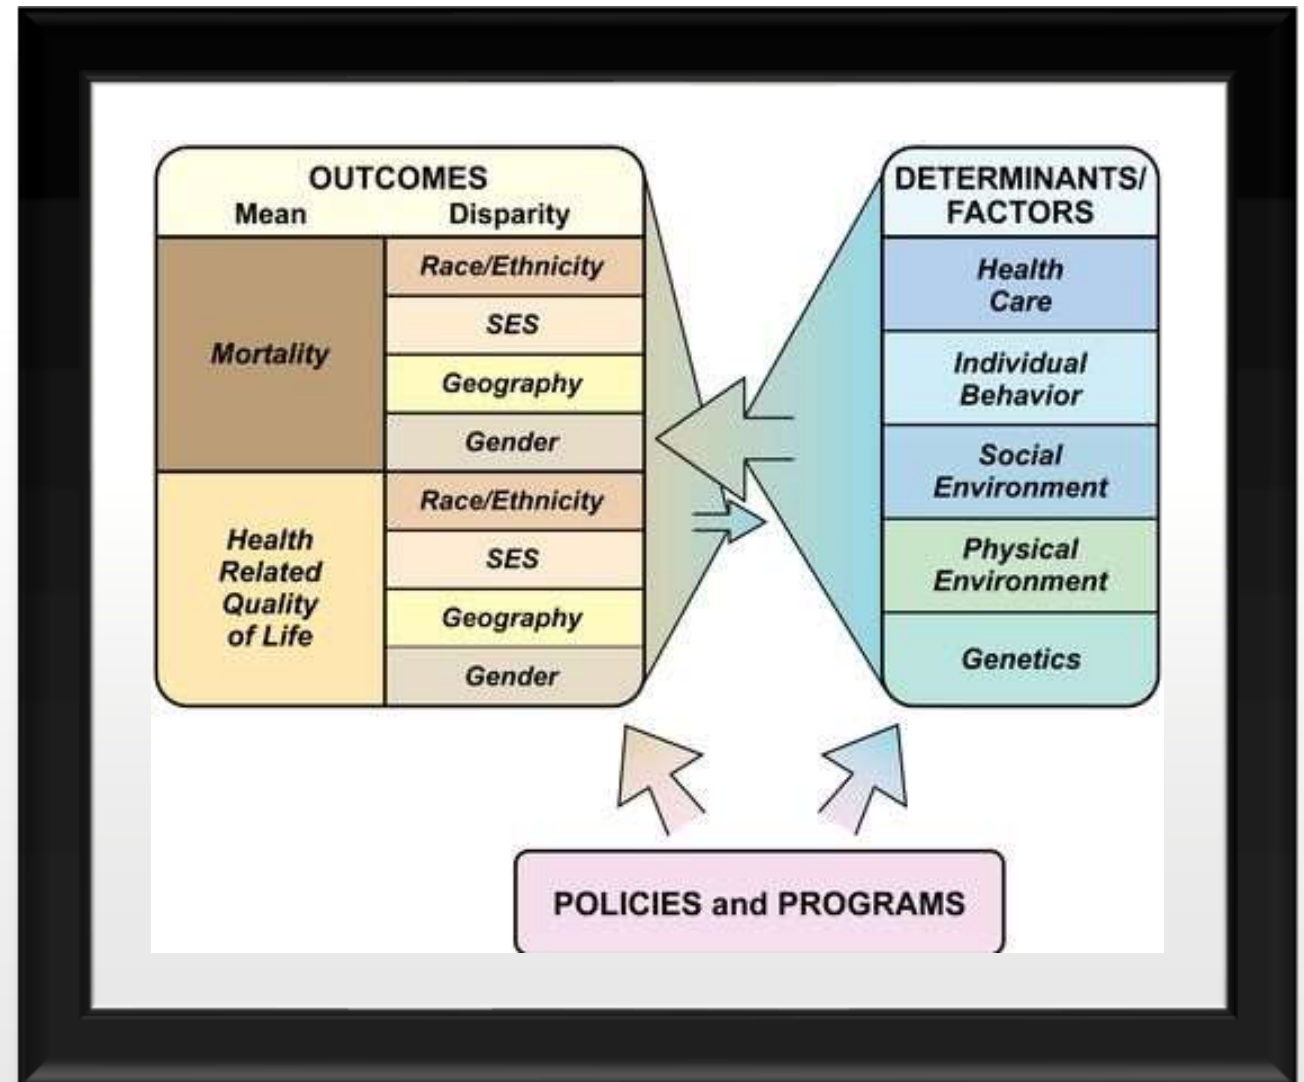 OUTCOMES
Mean Disparity
Mortality
Race/Ethnicity
SES
Geography
Gender
Health
Related
Quality
of Life
Race/Ethnicity
SES
Geography
Gender
DETERMINANTS/
FACTORS
Health
Care
Individual
Behavior
Social
Environment
Physical
Environment
Genetics
POLICIES and PROGRAMS